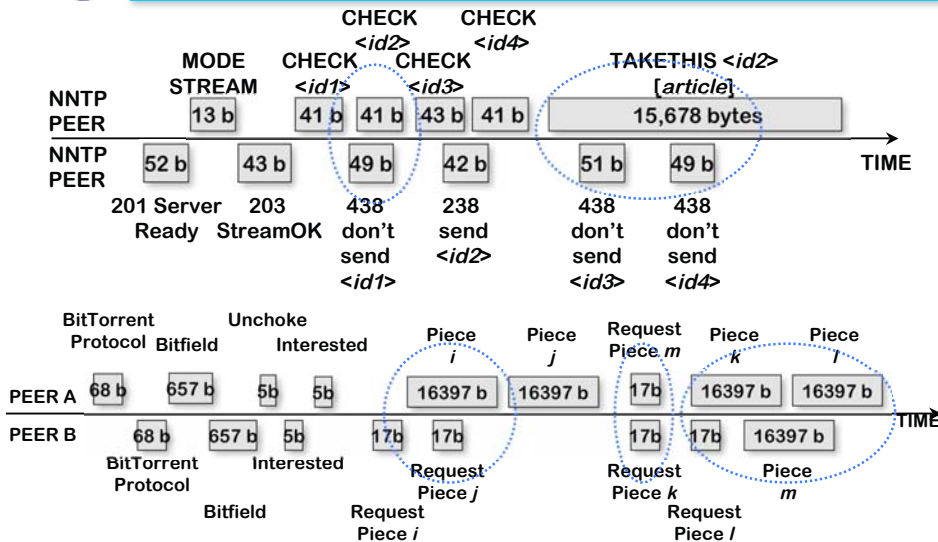 CHECK CHECK
<id2> <id4>
MODE CHECK CHECK TAKETHIS <id2>
STREAM <id1> <id3> [article]
NNTP
PEER
13 b 41 b 41 b 43 b 41 b 15,678 bytes
TIME
NNTP
PEER
52 b 43 b 49 b 42 b 51 b 49 b
201 Server 203 438 238 438 438
Ready StreamOK don't send don't don't
send <id2> send send
<id1> <id3> <id4>
BitTorrent Unchoke Piece Piece Request Piece Piece
Protocol Bitfield Interested i j Piece m k l
PEER A 68 b 657 b 5b 5b 16397 b 16397 b 17b 16397 b 16397 b
TIME
PEER B 68 b 657 b 5b 17b 17b 17b 17b 16397 b
BitTorrent Interested Request Request Piece
Protocol Piece j Piece k m
Bitfield Request Request
Piece i Piece l